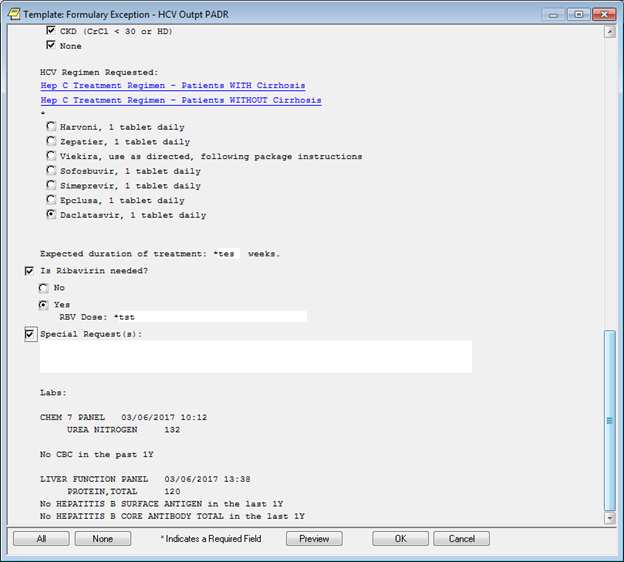 Template: Formulary Exception - HCV Outpt PADR
CKD (CrCl < 30 or HD)
None
HCV Regimen Requested:
Hep C Treatment Regimen - Patients WITH Cirrhosis
Hep C Treatment Regimen - Patients WITHOUT Cirrhosis
*
Harvoni, 1 tablet daily
Zepatier, 1 tablet daily
Viekira, use as directed, following package instructions
Sofosbuvir, 1 tablet daily
Simeprevir, 1 tablet daily
Epclusa, 1 tablet daily
Daclatasvir, 1 tablet daily
Expected duration of treatment: *tes weeks.
Is Ribavirin needed?
No
Yes
RBV Dose: *tst
Special Request(s):
Labs:
CHEM 7 PANEL 03/06/2017 10:12
UREA NITROGEN 132
No CBC in the past 1Y
LIVER FUNCTION PANEL 03/06/2017 13:38
PROTEIN,TOTAL 120
No HEPATITIS B SURFACE ANTIGEN in the last 1Y
No HEPATITIS B CORE ANTIBODY TOTAL in the last 1Y
All None * Indicates a Required Field Preview OK Cancel